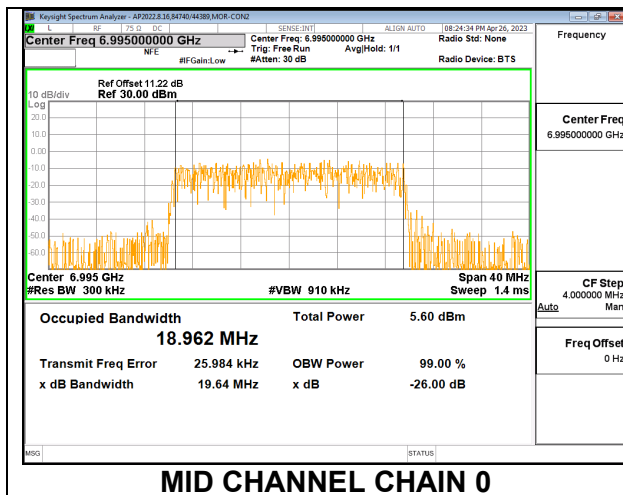 Keysight Spectrum Analyzer - AP2022.8.16,84740/44389,MOR-CON2
LXI L RF 75 Ω DC SENSE:INT ALIGN AUTO 08:24:34 PM Apr 26, 2023
Center Freq 6.995000000 GHz Center Freq: 6.995000000 GHz Radio Std: None Frequency
NFE Trig: Free Run Avg|Hold: 1/1
#IFGain:Low #Atten: 30 dB Radio Device: BTS
Ref Offset 11.22 dB
10 dB/div Ref 30.00 dBm
Log
20.0
10.0
0.00
-10.0
-20.0
-30.0
-40.0
-50.0
-60.0
Center Freq
6.995000000 GHz
Center 6.995 GHz Span 40 MHz
#Res BW 300 kHz #VBW 910 kHz Sweep 1.4 ms
CF Step
4.000000 MHz
Auto Man
Occupied Bandwidth Total Power 5.60 dBm
18.962 MHz
Freq Offset
0 Hz
Transmit Freq Error 25.984 kHz OBW Power 99.00 %
x dB Bandwidth 19.64 MHz x dB -26.00 dB
MSG STATUS
MID CHANNEL CHAIN 0